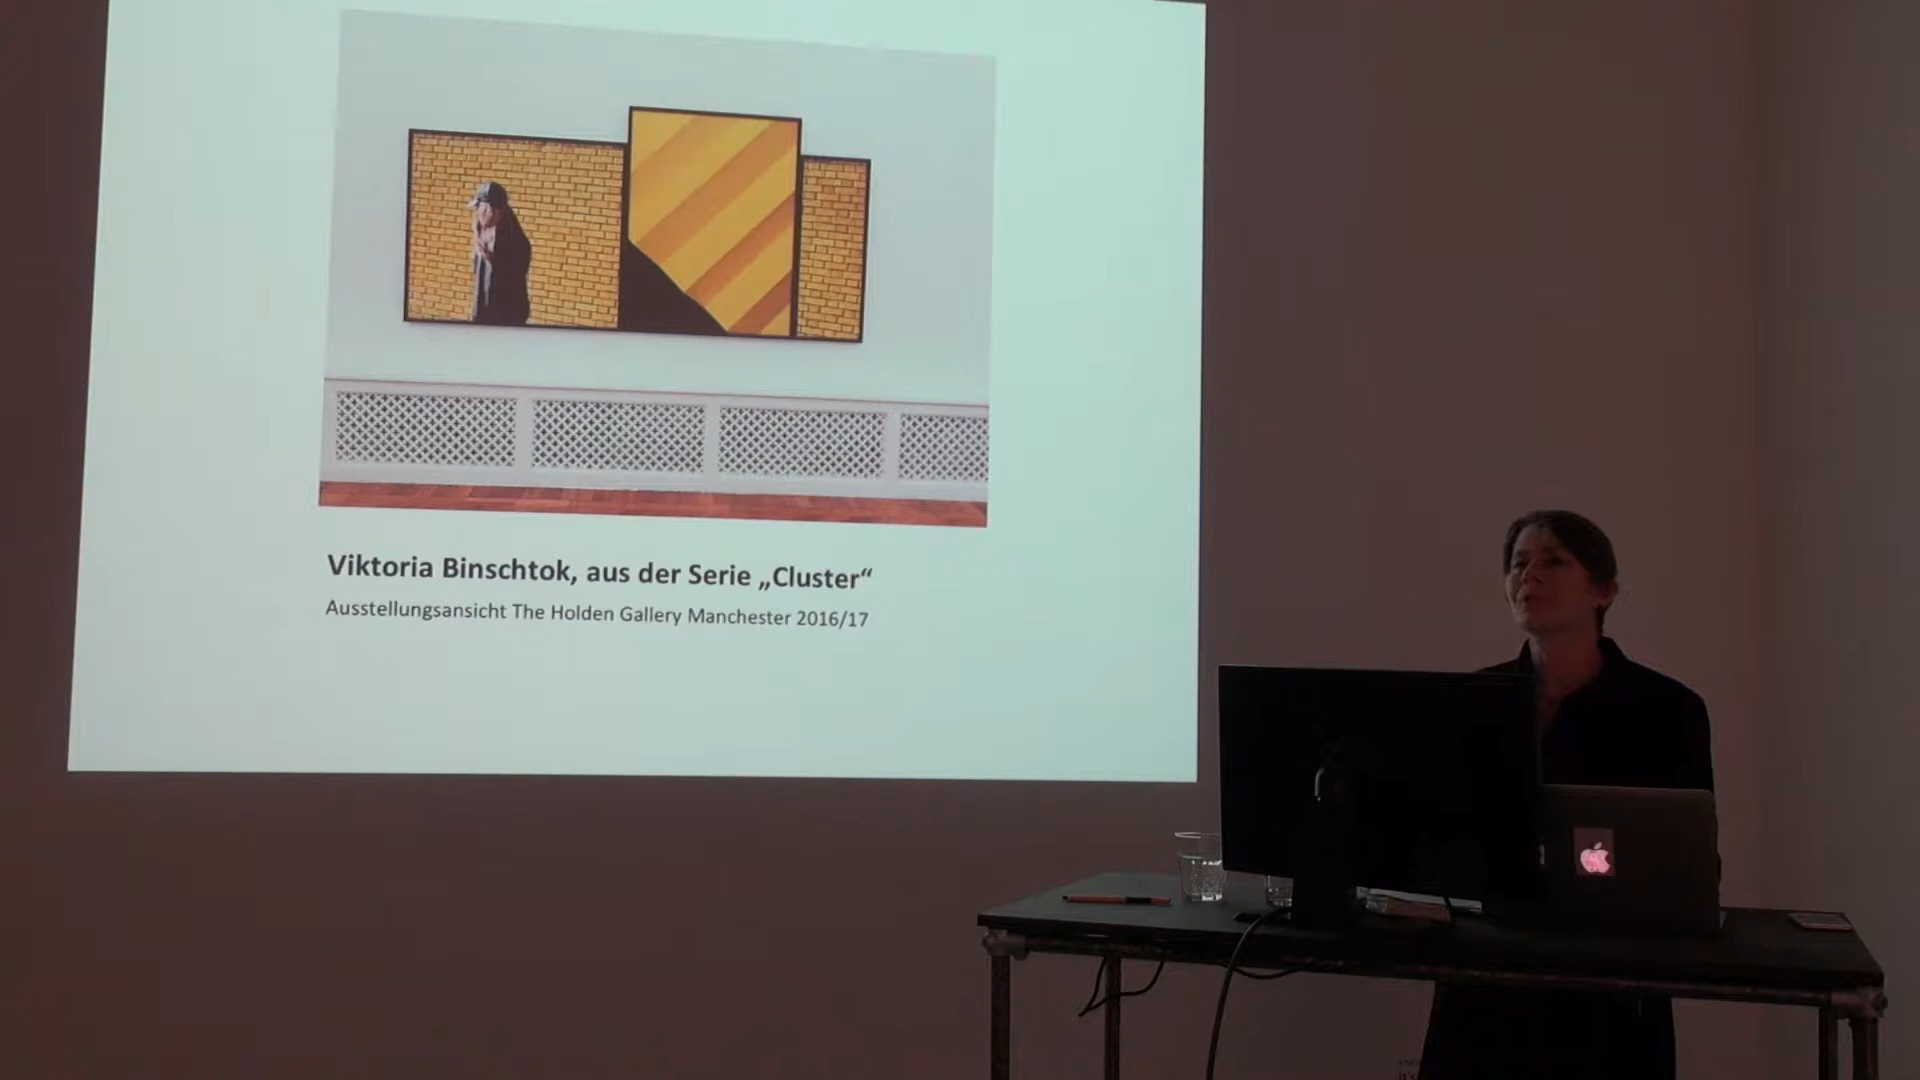 Viktoria Binschtok, aus der Serie „Cluster“
Ausstellungsansicht The Holden Gallery Manchester 2016/17